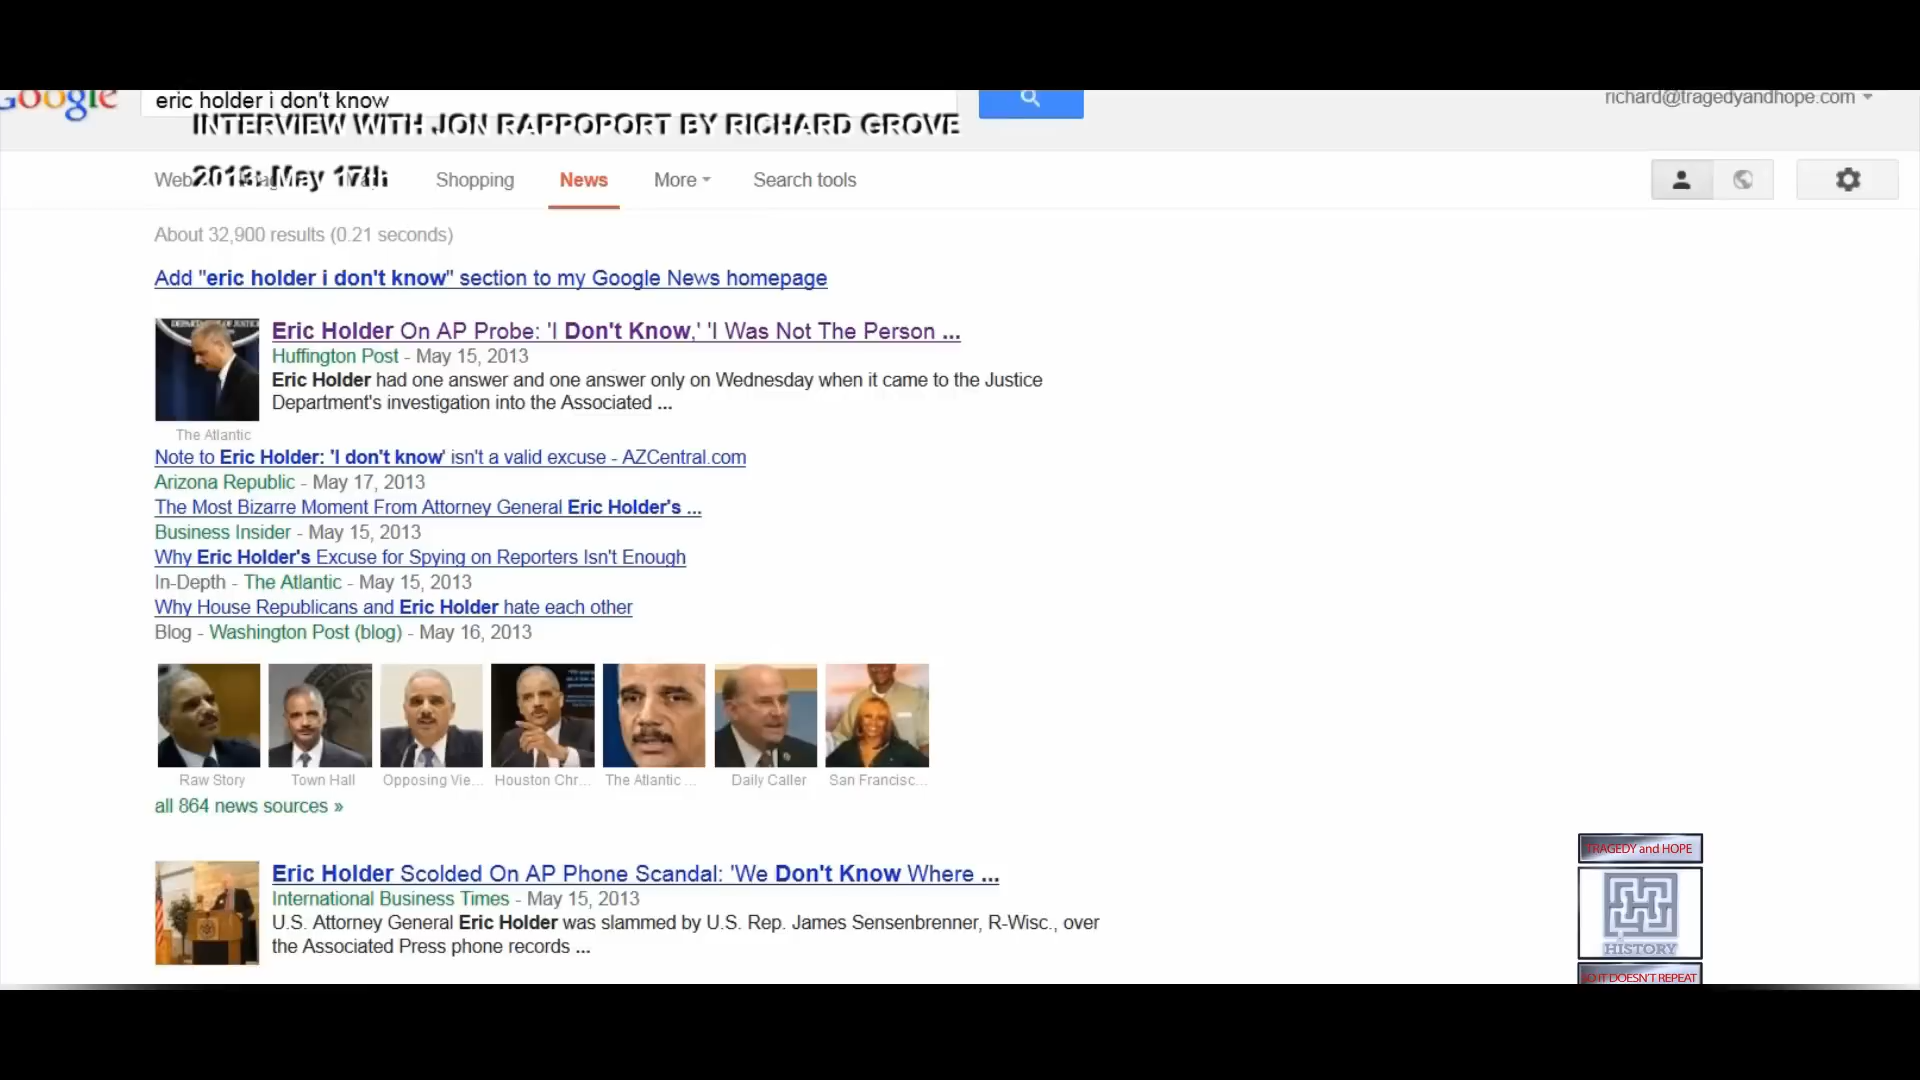 Google
eric holder i don't know
richard@tragedyandhope.com
INTERVIEW WITH JON RAPPOPORT BY RICHARD GROVE
2013: May 17th
Web
Shopping
News
More
Search tools
About 32,900 results (0.21 seconds)
Add "eric holder i don't know" section to my Google News homepage
Eric Holder On AP Probe: 'I Don't Know,' 'I Was Not The Person ...
Huffington Post - May 15, 2013
Eric Holder had one answer and one answer only on Wednesday when it came to the Justice
Department's investigation into the Associated ...
The Atlantic
Note to Eric Holder: 'I don't know' isn't a valid excuse - AZCentral.com
Arizona Republic - May 17, 2013
The Most Bizarre Moment From Attorney General Eric Holder's ...
Business Insider - May 15, 2013
Why Eric Holder's Excuse for Spying on Reporters Isn't Enough
In-Depth - The Atlantic - May 15, 2013
Why House Republicans and Eric Holder hate each other
Blog - Washington Post (blog) - May 16, 2013
Raw Story
Town Hall
Opposing Vie...
Houston Chr...
The Atlantic ...
Daily Caller
San Francisc...
all 864 news sources »
Eric Holder Scolded On AP Phone Scandal: 'We Don't Know Where ...
International Business Times - May 15, 2013
U.S. Attorney General Eric Holder was slammed by U.S. Rep. James Sensenbrenner, R-Wisc., over
the Associated Press phone records ...
TRAGEDY and HOPE
HISTORY
SO IT DOESN'T REPEAT